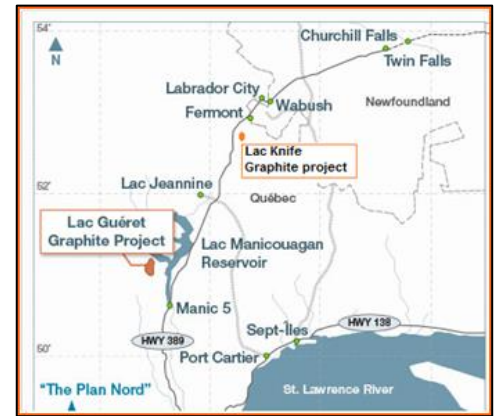 54'
N
Churchill Falls
Twin Falls
Labrador City
Wabush
Fermont
Newfoundland
Lac Knife
Graphite project
52'
Lac Jeannine
Québec
Lac Guéret
Graphite Project
Lac Manicouagan
Reservoir
Manic 5
HWY 389
Sept-Îles
HWY 138
50'
Port Cartier
"The Plan Nord"
St. Lawrence River